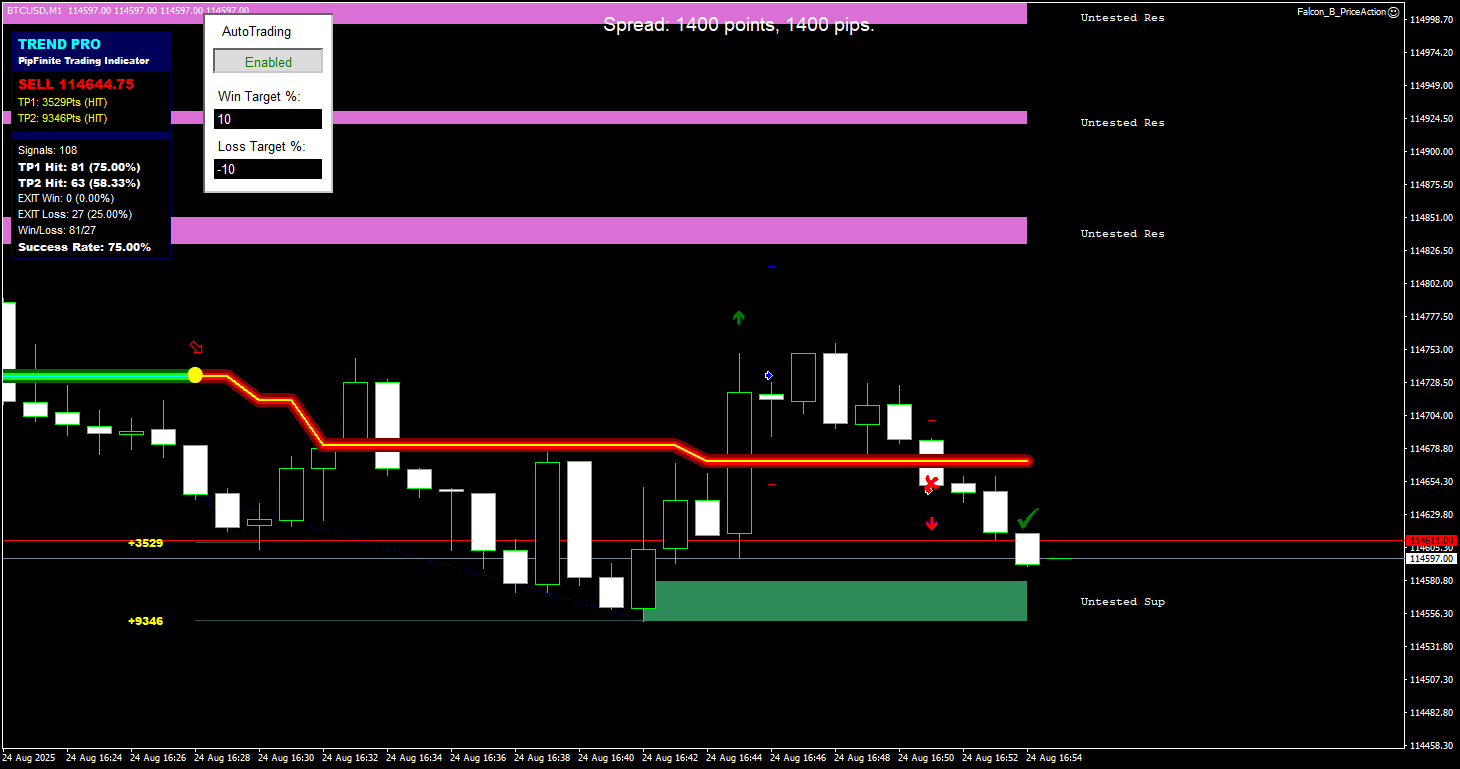 BTCUSD,M1 114597.00 114597.00 114597.00 114597.00
Falcon_B_PriceAction
Spread: 1400 points, 1400 pips.
TREND PRO
PipFinite Trading Indicator
SELL 114644.75
TP1: 3529Pts (HIT)
TP2: 9346Pts (HIT)
Signals: 108
TP1 Hit: 81 (75.00%)
TP2 Hit: 63 (58.33%)
EXIT Win: 0 (0.00%)
EXIT Loss: 27 (25.00%)
Win/Loss: 81/27
Success Rate: 75.00%
AutoTrading
Enabled
Win Target %:
10
Loss Target %:
-10
Untested Res
Untested Res
Untested Res
Untested Sup
+3529
+9346
114998.70
114974.20
114949.00
114924.50
114900.00
114875.50
114851.00
114826.50
114802.00
114777.50
114753.00
114728.50
114704.00
114678.80
114654.30
114629.80
114611.00
114605.30
114597.00
114580.80
114556.30
114531.80
114507.30
114482.80
114458.30
24 Aug 2025
24 Aug 16:24
24 Aug 16:26
24 Aug 16:28
24 Aug 16:30
24 Aug 16:32
24 Aug 16:34
24 Aug 16:36
24 Aug 16:38
24 Aug 16:40
24 Aug 16:42
24 Aug 16:44
24 Aug 16:46
24 Aug 16:48
24 Aug 16:50
24 Aug 16:52
24 Aug 16:54